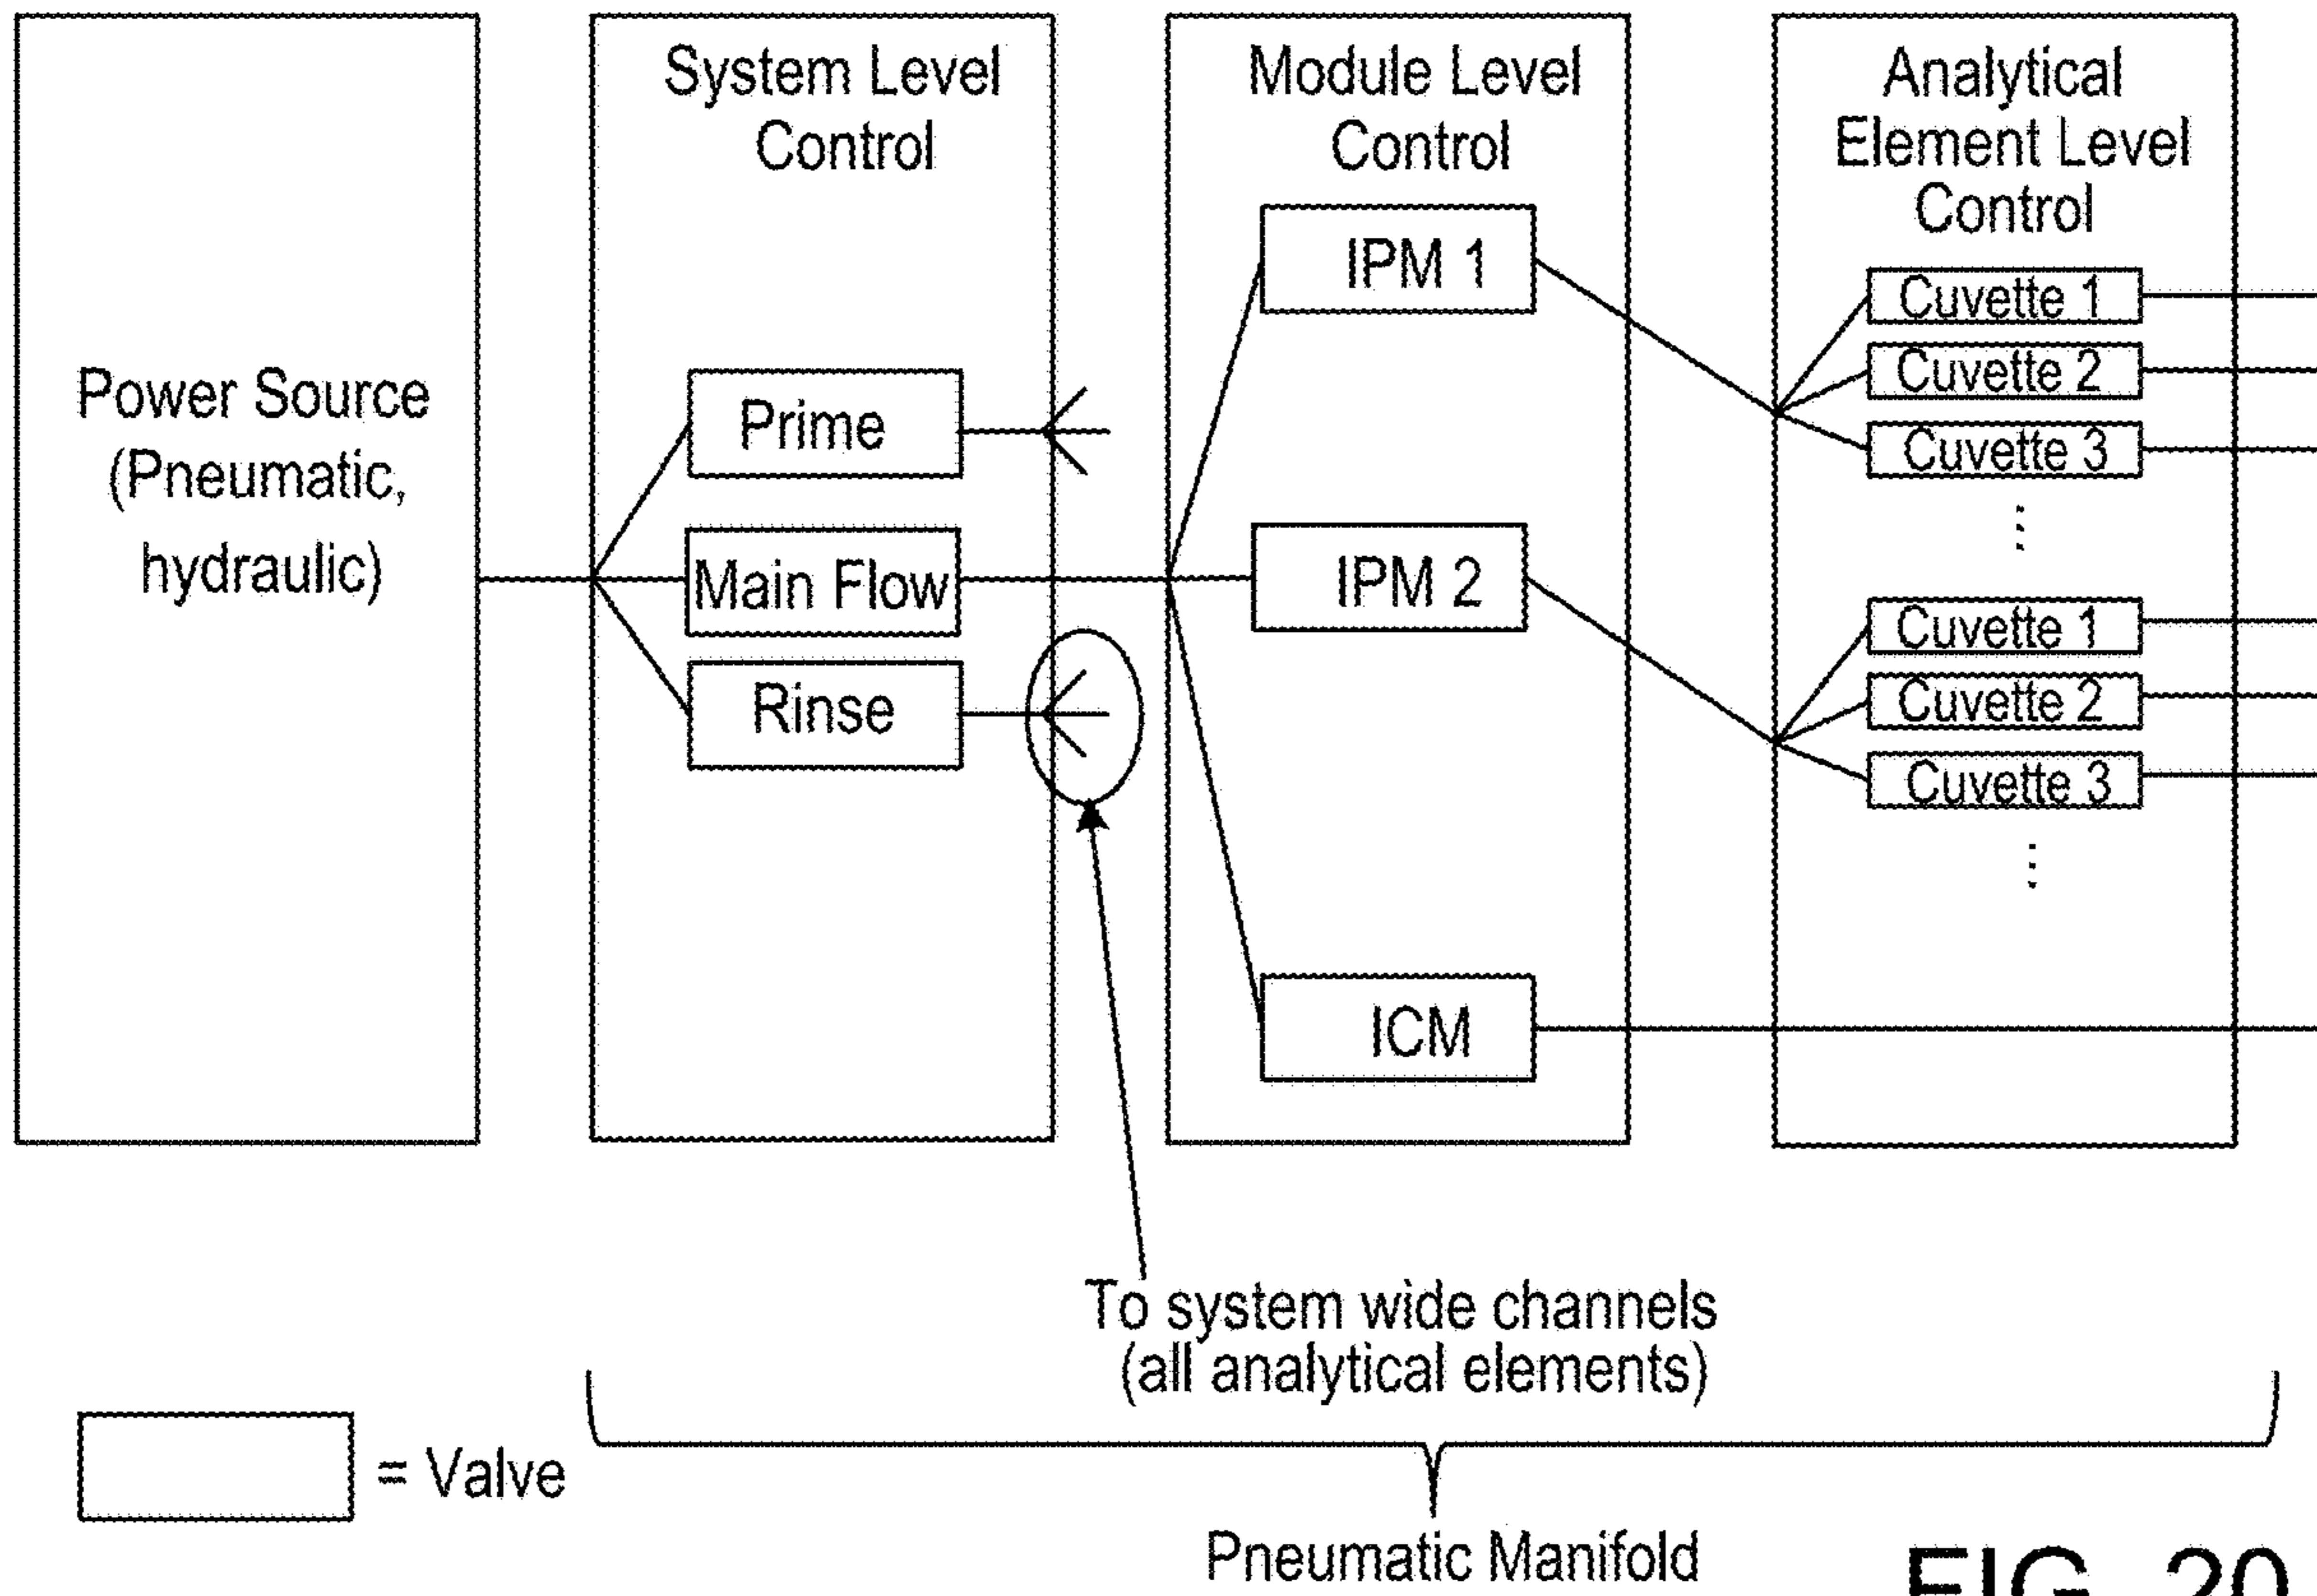 Power Source
(Pneumatic,
hydraulic)
System Level
Control
Prime
Main Flow
Rinse
Module Level
Control
IPM 1
IPM 2
ICM
Analytical
Element Level
Control
Cuvette 1
Cuvette 2
Cuvette 3
⋮
Cuvette 1
Cuvette 2
Cuvette 3
⋮
To system wide channels
(all analytical elements)
= Valve
Pneumatic Manifold
FIG. 20